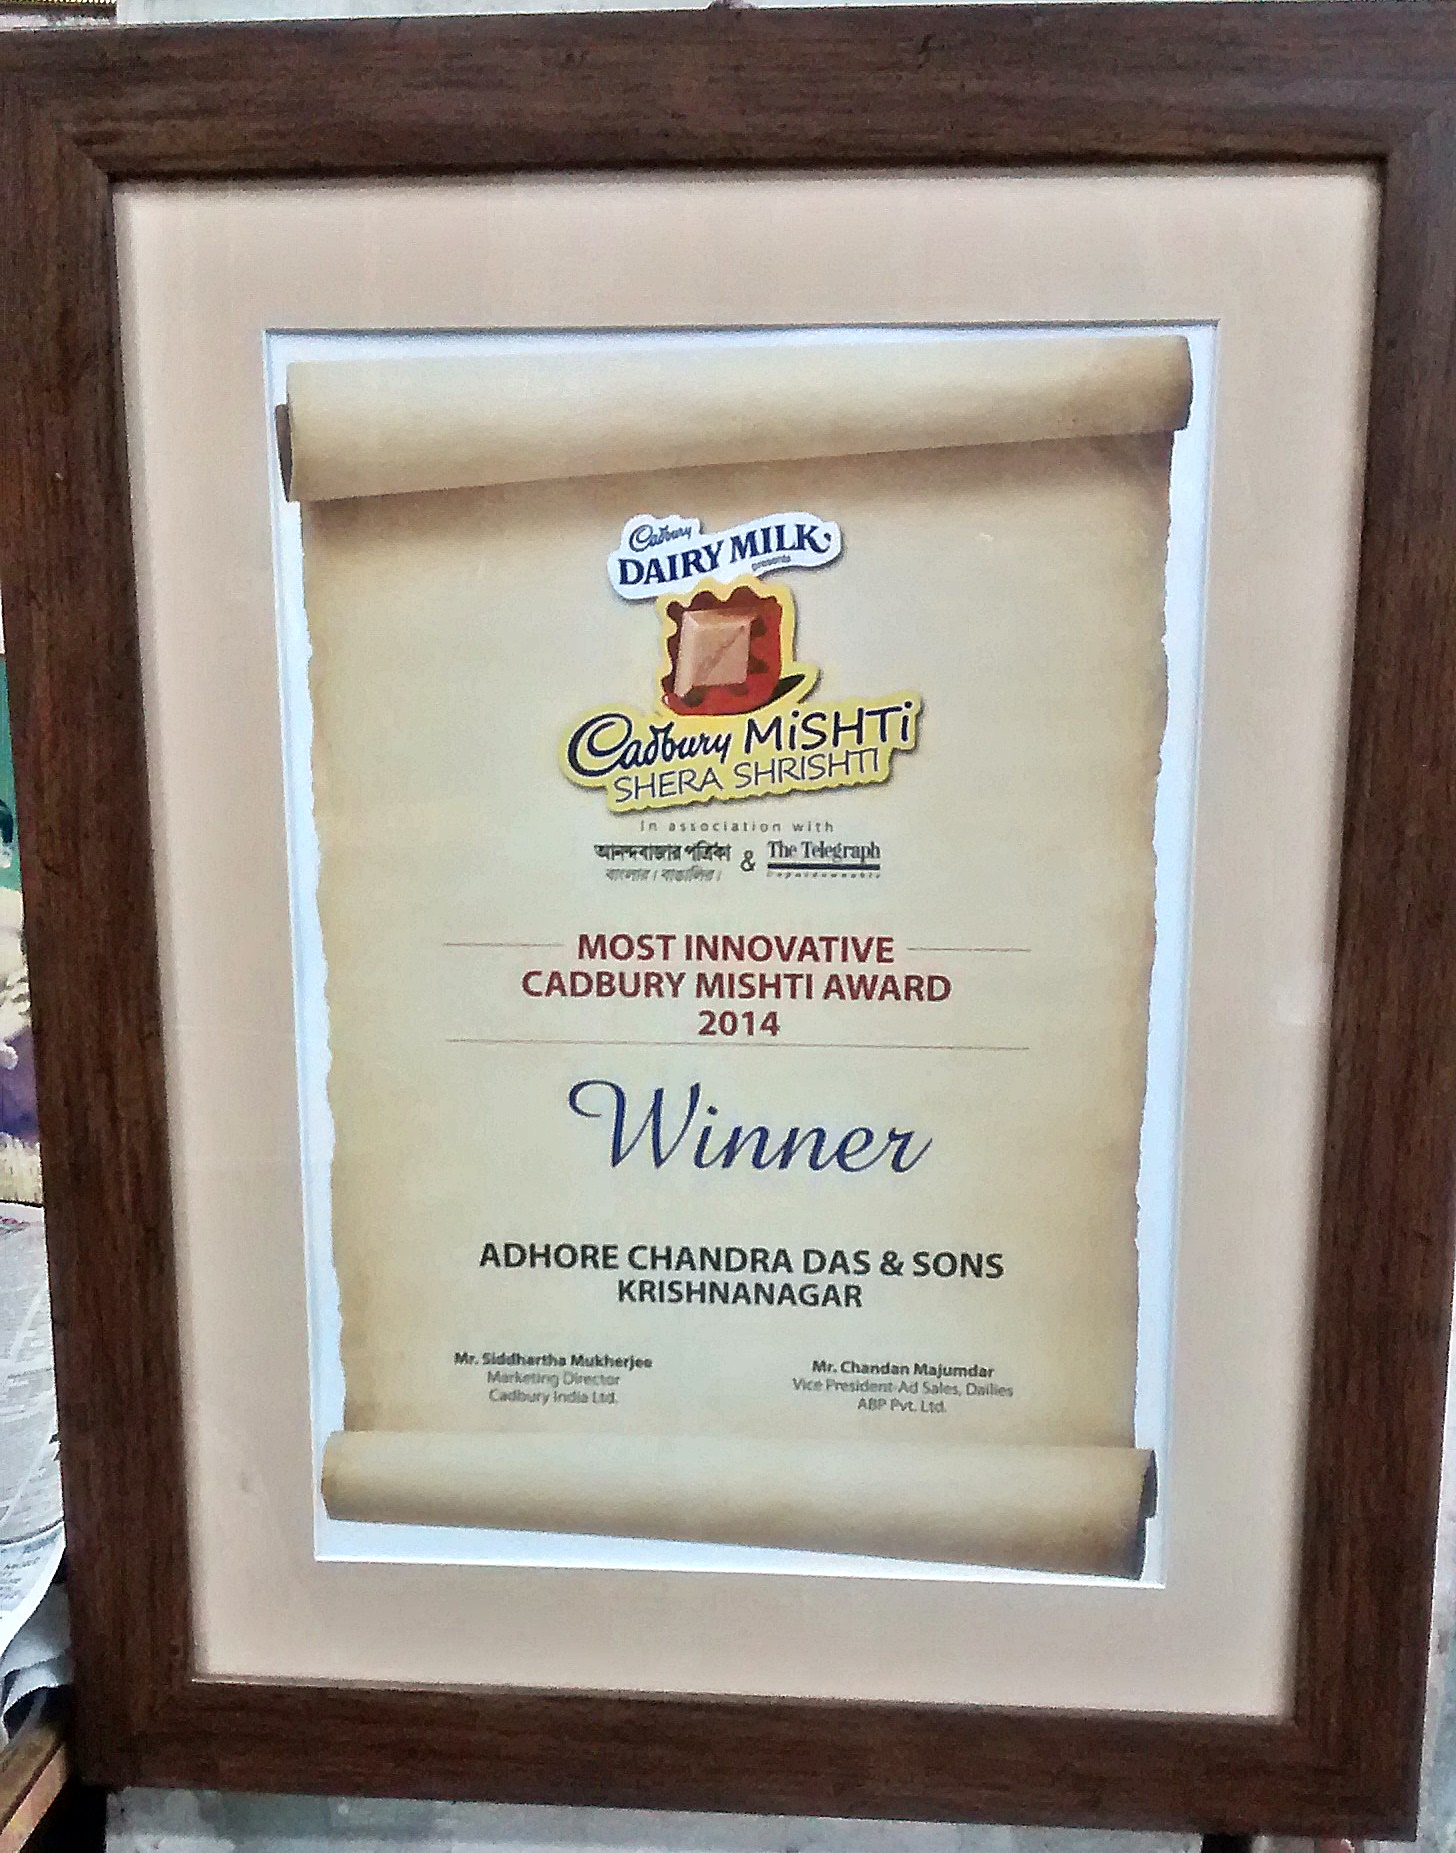 Cadbury
DAIRY MILK
presents
Cadbury MiSHTi
SHERA SHRISHTI
In association with
আনন্দবাজার পত্রিকা & The Telegraph
বাংলার। বাঙালির।
MOST INNOVATIVE
CADBURY MISHTI AWARD
2014
Winner
ADHORE CHANDRA DAS & SONS
KRISHNANAGAR
Mr. Siddhartha Mukherjee
Marketing Director
Cadbury India Ltd.
Mr. Chandan Majumdar
Vice President-Ad Sales, Dailies
ABP Pvt. Ltd.